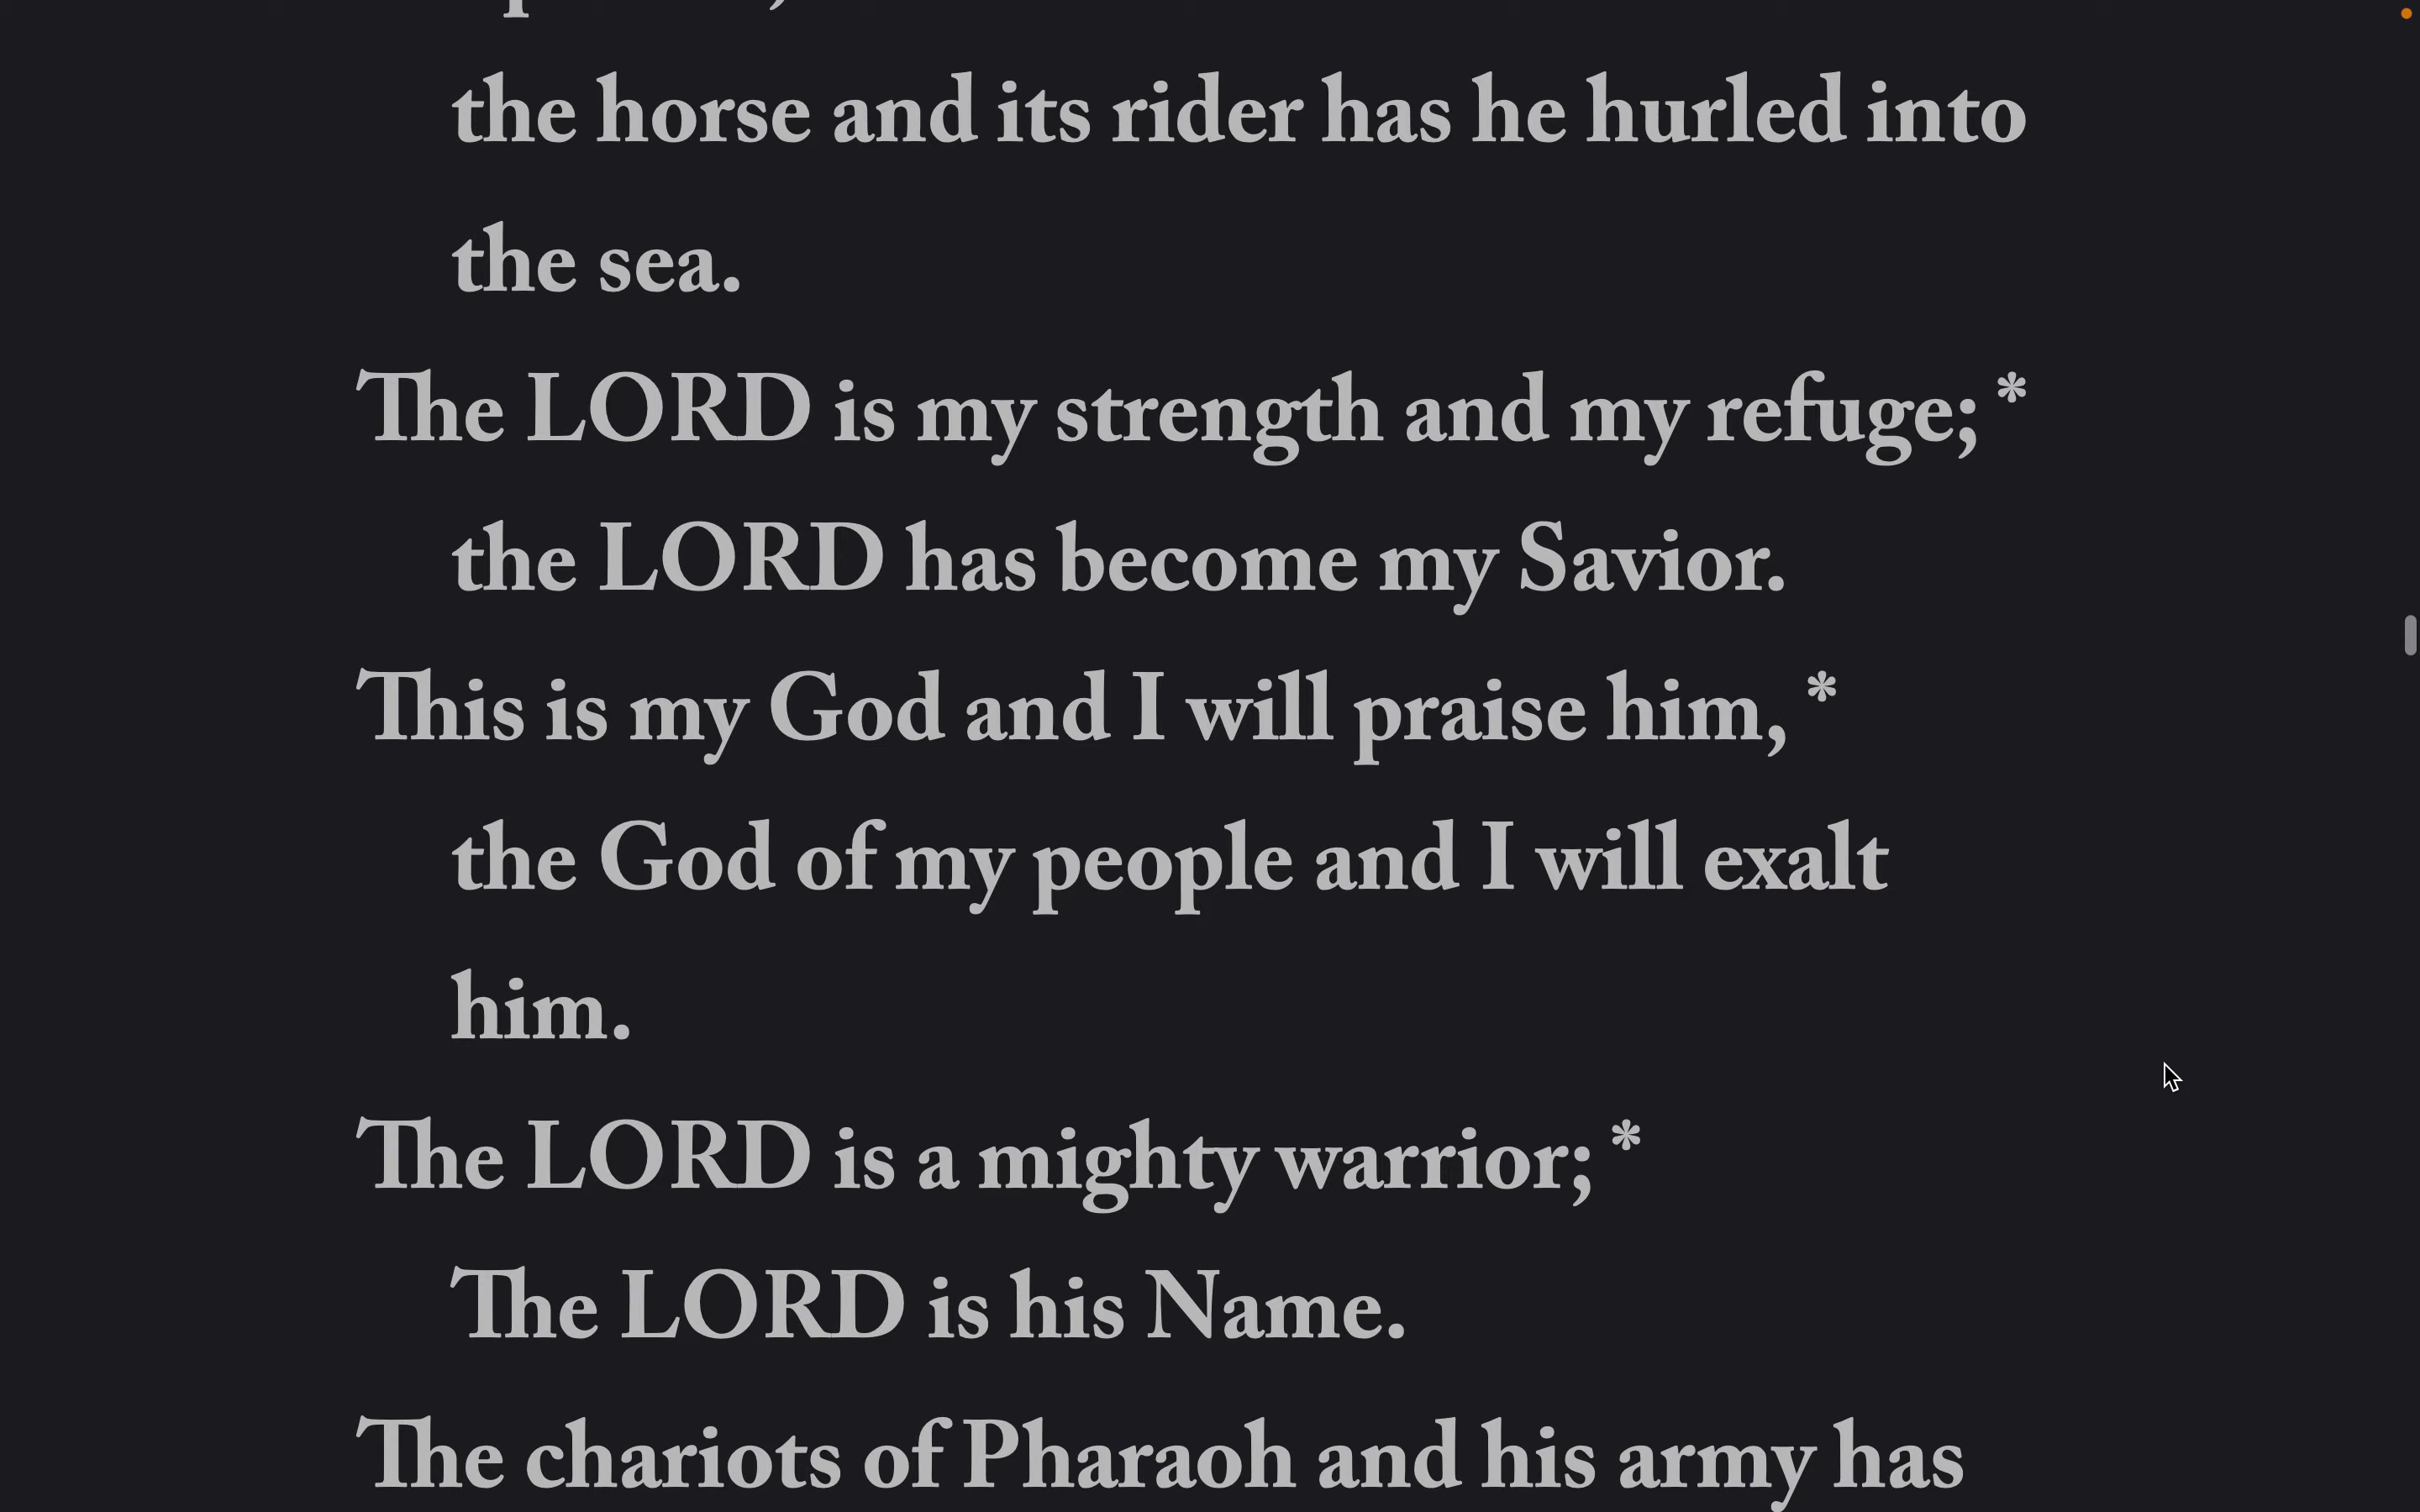 the horse and its rider has he hurled into
the sea.
The LORD is my strength and my refuge; *
the LORD has become my Savior.
This is my God and I will praise him, *
the God of my people and I will exalt
him.
The LORD is a mighty warrior; *
The LORD is his Name.
The chariots of Pharaoh and his army has